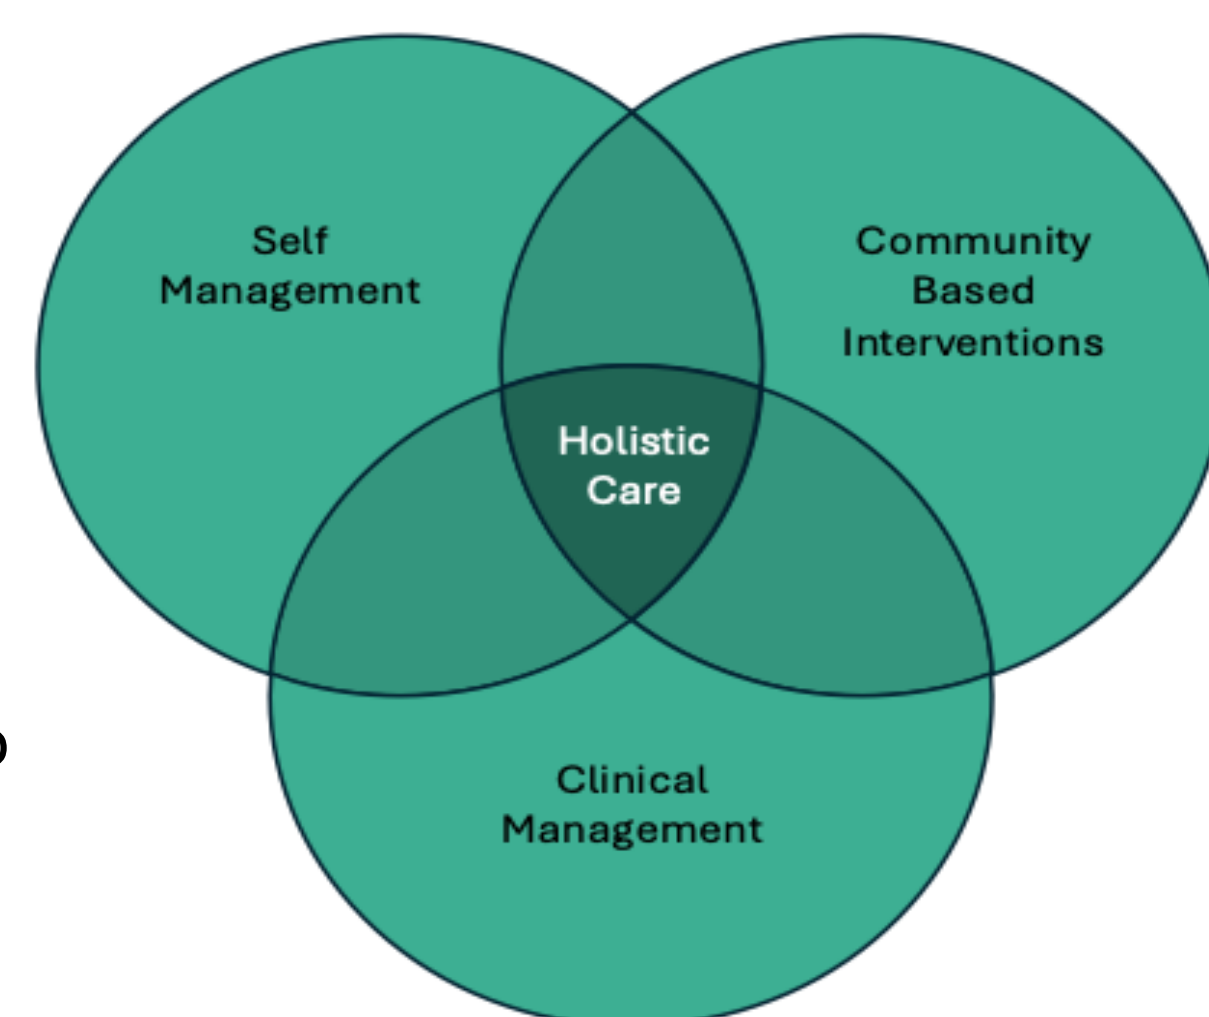 Self
Management
Community
Based
Interventions
Holistic
Care
Clinical
Management